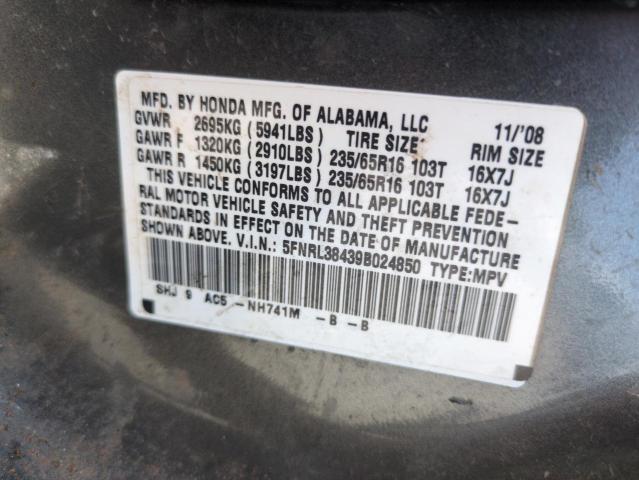 MFD. BY HONDA MFG. OF ALABAMA, LLC 11/'08
GVWR 2695KG (5941LBS) TIRE SIZE: RIM SIZE
GAWR F 1320KG (2910LBS) 235/65R16 103T 16X7J
GAWR R 1450KG (3197LBS) 235/65R16 103T 16X7J
THIS VEHICLE CONFORMS TO ALL APPLICABLE FEDE-
RAL MOTOR VEHICLE SAFETY AND THEFT PREVENTION
STANDARDS IN EFFECT ON THE DATE OF MANUFACTURE
SHOWN ABOVE. V.I.N.: 5FNRL38439B024850 TYPE:MPV
SHJ 9 AC5 -NH741M -B -B